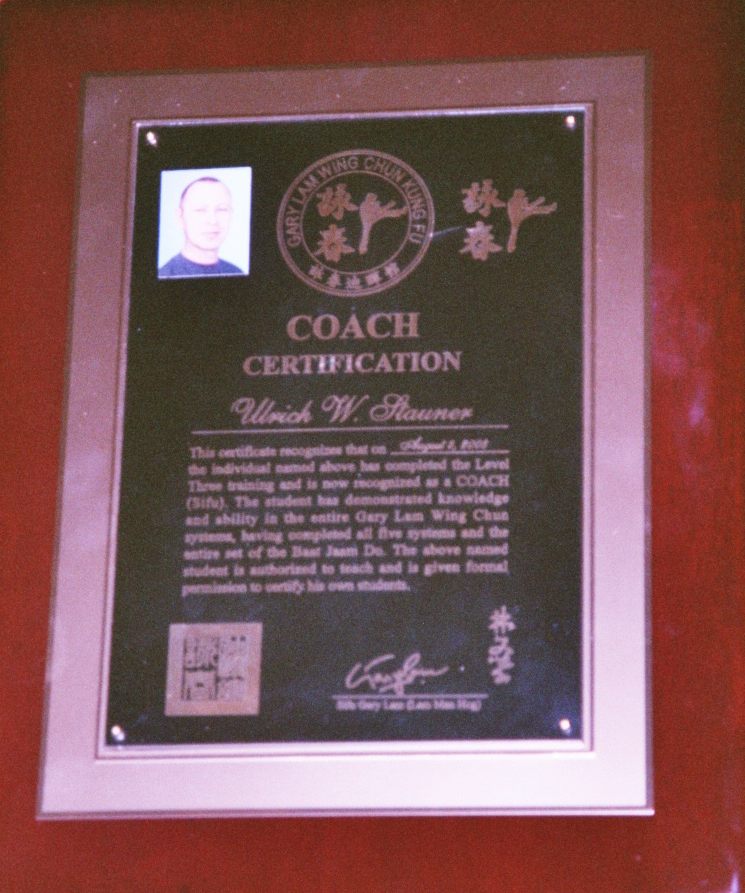 GARY LAM WING CHUN KUNG FU
詠春
詠春
COACH
CERTIFICATION
Ulrich W. Stauner
This certificate recognizes that on August
the individual named above has completed the Level
Three training and is now recognized as a COACH
(Sifu). The student has demonstrated knowledge
and ability in the entire Gary Lam Wing Chun
systems, having completed all five systems and the
entire set of the Baat Jaam Do. The above named
student is authorized to teach and is given formal
permission to certify his own students.
Sifu Gary Lam (Lam Man Hog)